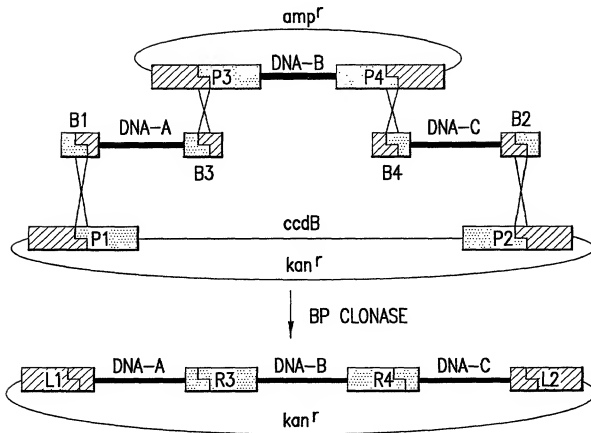 amp^r
DNA-B
P3 P4
B1 DNA-A DNA-C B2
B3 B4
ccdB
P1 P2
kan^r
BP CLONASE
DNA-A DNA-B DNA-C
L1 R3 R4 L2
kan^r